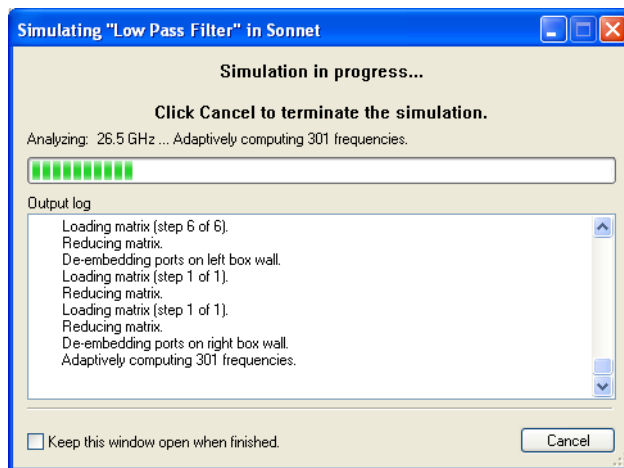 Simulating "Low Pass Filter" in Sonnet
Simulation in progress...
Click Cancel to terminate the simulation.
Analyzing: 26.5 GHz ... Adaptively computing 301 frequencies.
Output log
Loading matrix (step 6 of 6).
Reducing matrix.
De-embedding ports on left box wall.
Loading matrix (step 1 of 1).
Reducing matrix.
Loading matrix (step 1 of 1).
Reducing matrix.
De-embedding ports on right box wall.
Adaptively computing 301 frequencies.
Keep this window open when finished.
Cancel